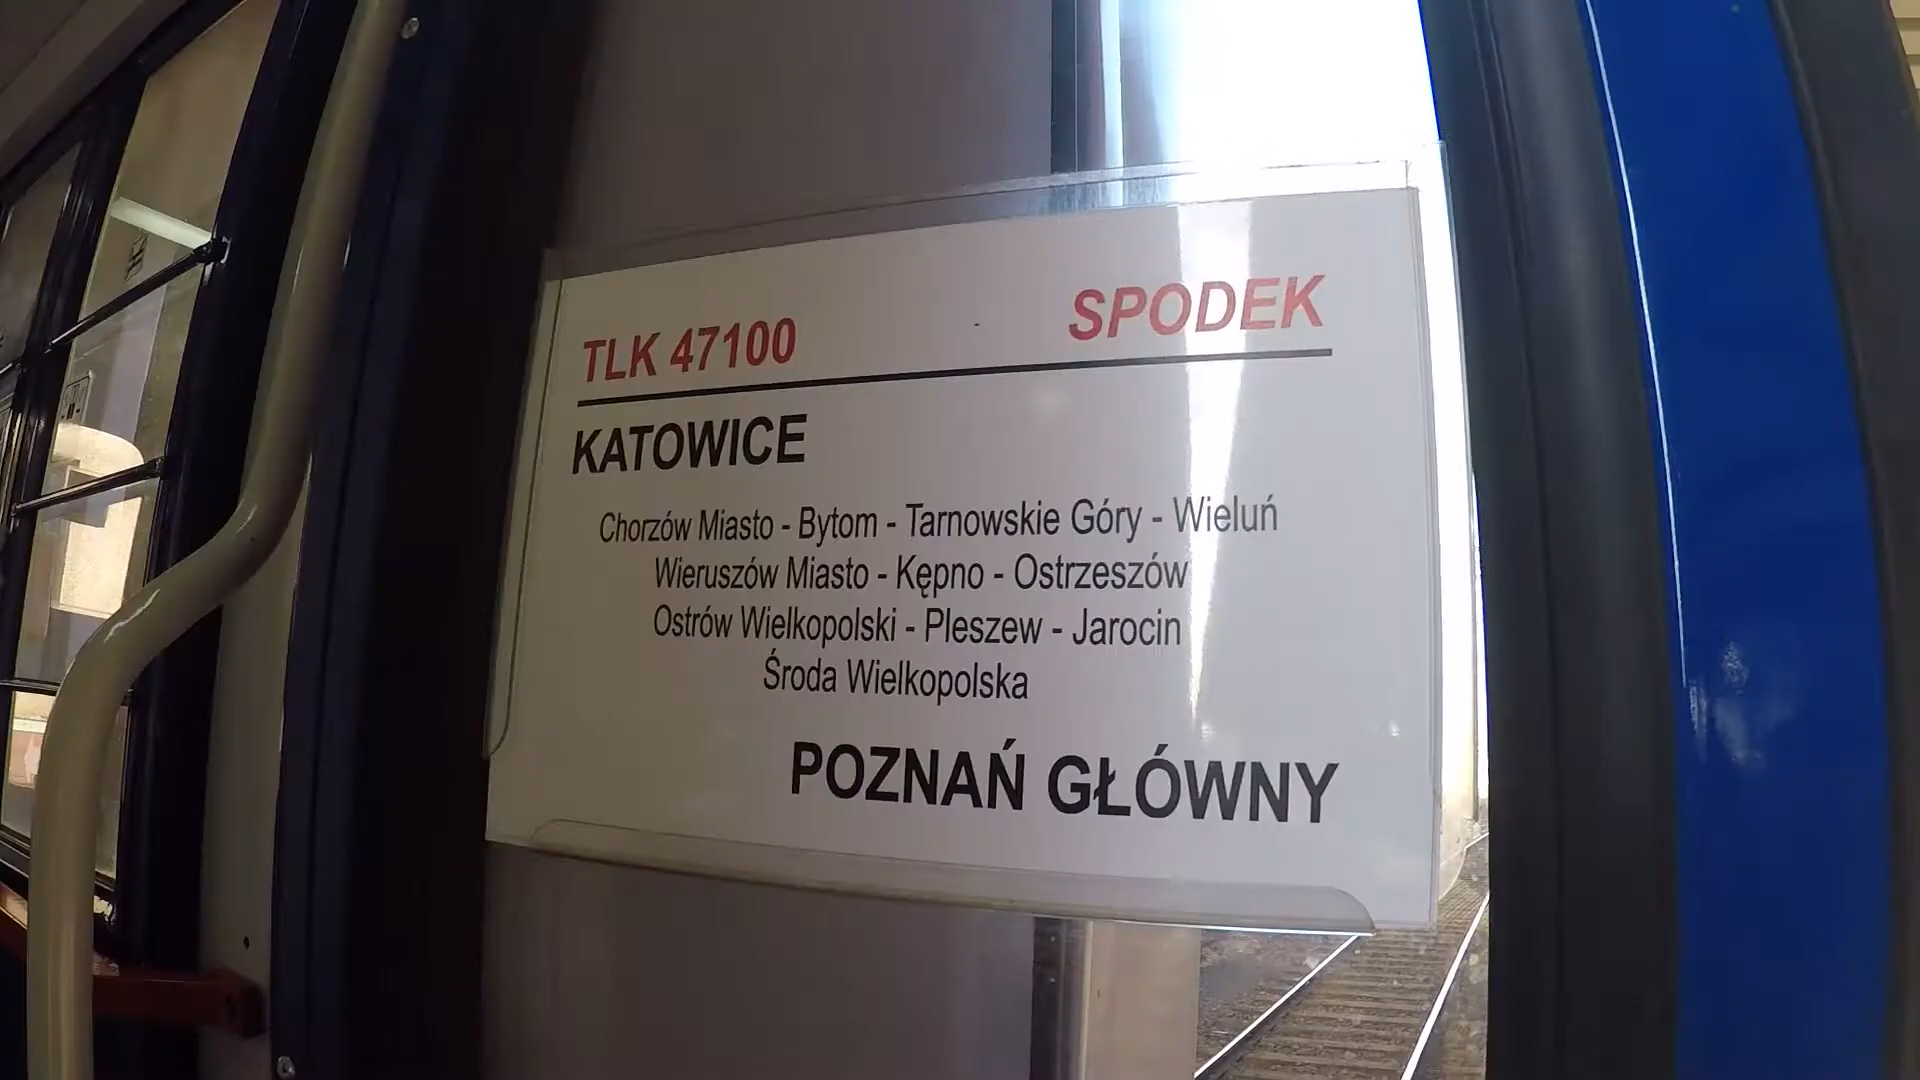 TLK 47100 SPODEK
KATOWICE
Chorzów Miasto - Bytom - Tarnowskie Góry - Wieluń
Wieruszów Miasto - Kępno - Ostrzeszów
Ostrów Wielkopolski - Pleszew - Jarocin
Środa Wielkopolska
POZNAŃ GŁÓWNY